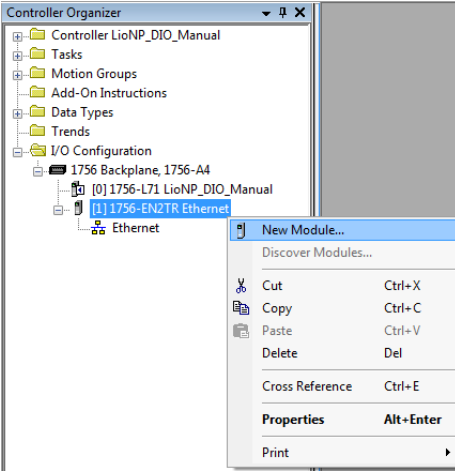 Controller Organizer
Controller LioNP_DIO_Manual
Tasks
Motion Groups
Add-On Instructions
Data Types
Trends
I/O Configuration
1756 Backplane, 1756-A4
[0] 1756-L71 LioNP_DIO_Manual
[1] 1756-EN2TR Ethernet
Ethernet
New Module...
Discover Modules...
Cut Ctrl+X
Copy Ctrl+C
Paste Ctrl+V
Delete Del
Cross Reference Ctrl+E
Properties Alt+Enter
Print